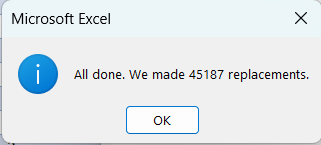 Microsoft Excel
All done. We made 45187 replacements.
OK